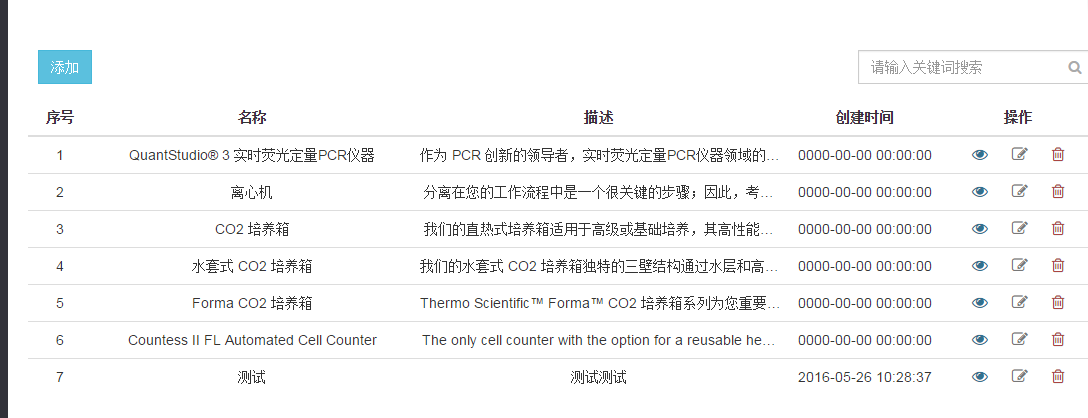 添加
请输入关键词搜索
序号 名称 描述 创建时间 操作
1 QuantStudio® 3 实时荧光定量PCR仪器 作为 PCR 创新的领导者，实时荧光定量PCR仪器领域的... 0000-00-00 00:00:00
2 离心机 分离在您的工作流程中是一个很关键的步骤；因此，考... 0000-00-00 00:00:00
3 CO2 培养箱 我们的直热式培养箱适用于高级或基础培养，其高性能... 0000-00-00 00:00:00
4 水套式 CO2 培养箱 我们的水套式 CO2 培养箱独特的三壁结构通过水层和高... 0000-00-00 00:00:00
5 Forma CO2 培养箱 Thermo Scientific™ Forma™ CO2 培养箱系列为您重要... 0000-00-00 00:00:00
6 Countess II FL Automated Cell Counter The only cell counter with the option for a reusable he... 0000-00-00 00:00:00
7 测试 测试测试 2016-05-26 10:28:37